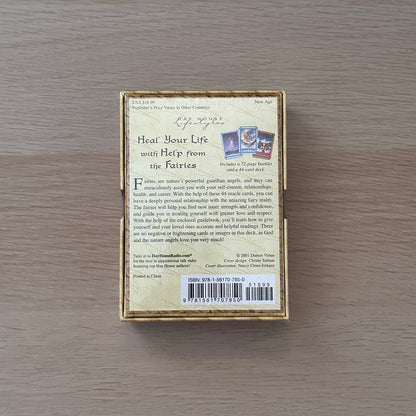 USA $18.99
New Age
Publisher's Price Varies in Other Countries
HAY HOUSE
Lifestyles
Heal Your Life
with Help from
the Fairies
Includes a 72-page booklet
and a 44-card deck.
Fairies are nature's powerful guardian angels, and they can
miraculously assist you with your self-esteem, relationships,
health, and career. With the help of these 44 oracle cards, you can
have a deeply personal relationship with the amazing fairy realm.
The fairies will help you find new inner strength and confidence,
and guide you in treating yourself with greater love and respect.
With the help of the enclosed guidebook, you'll learn how to give
yourself and your loved ones accurate and helpful readings. There
are no negative or frightening cards or images in this deck, as God
and the nature angels love you very much!
Tune in to HayHouseRadio.com®
for the best in inspirational talk radio
featuring top Hay House authors!
Printed in China
© 2001 Doreen Virtue
Cover design: Christy Salinas
Cover illustration:
ISBN: 978-1-56170-785-0
9 781561 707850
51899